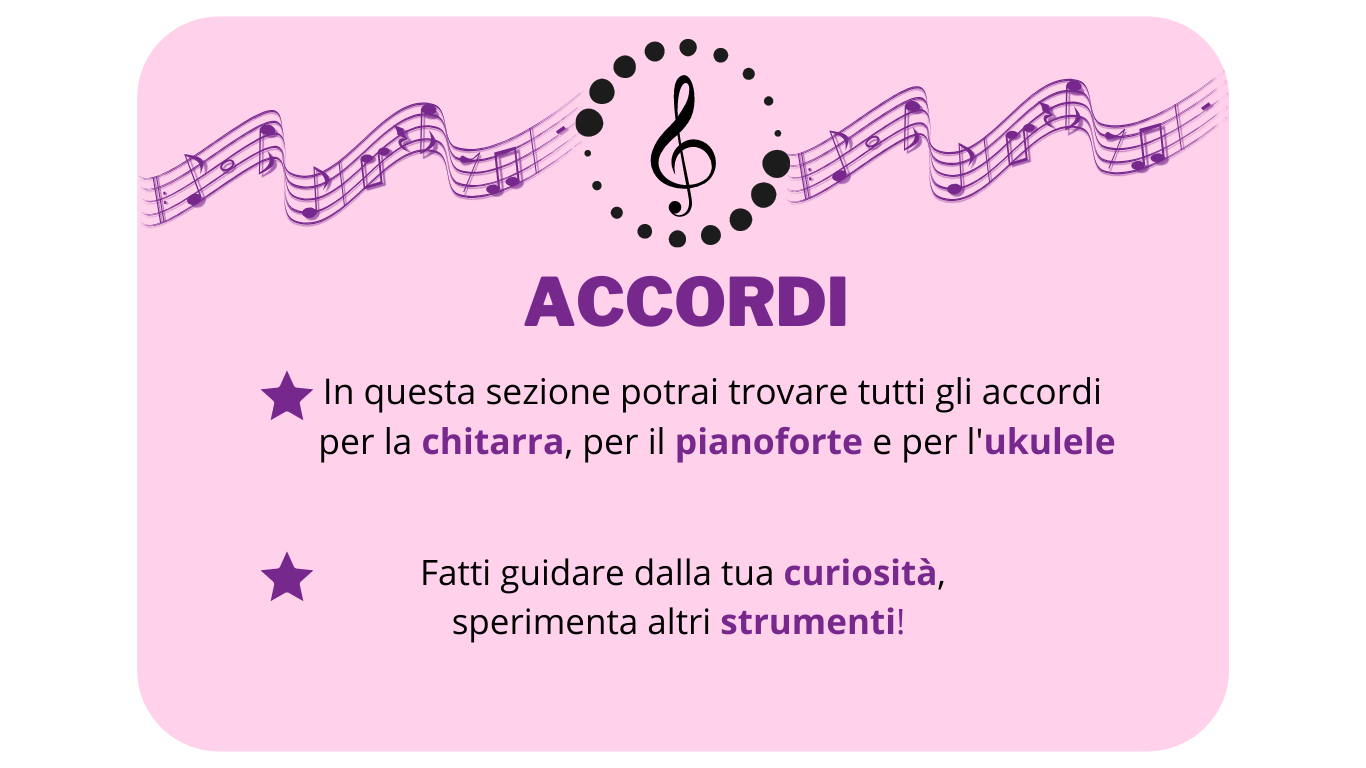 ACCORDI
In questa sezione potrai trovare tutti gli accordi
per la chitarra, per il pianoforte e per l'ukulele
Fatti guidare dalla tua curiosità,
sperimenta altri strumenti!